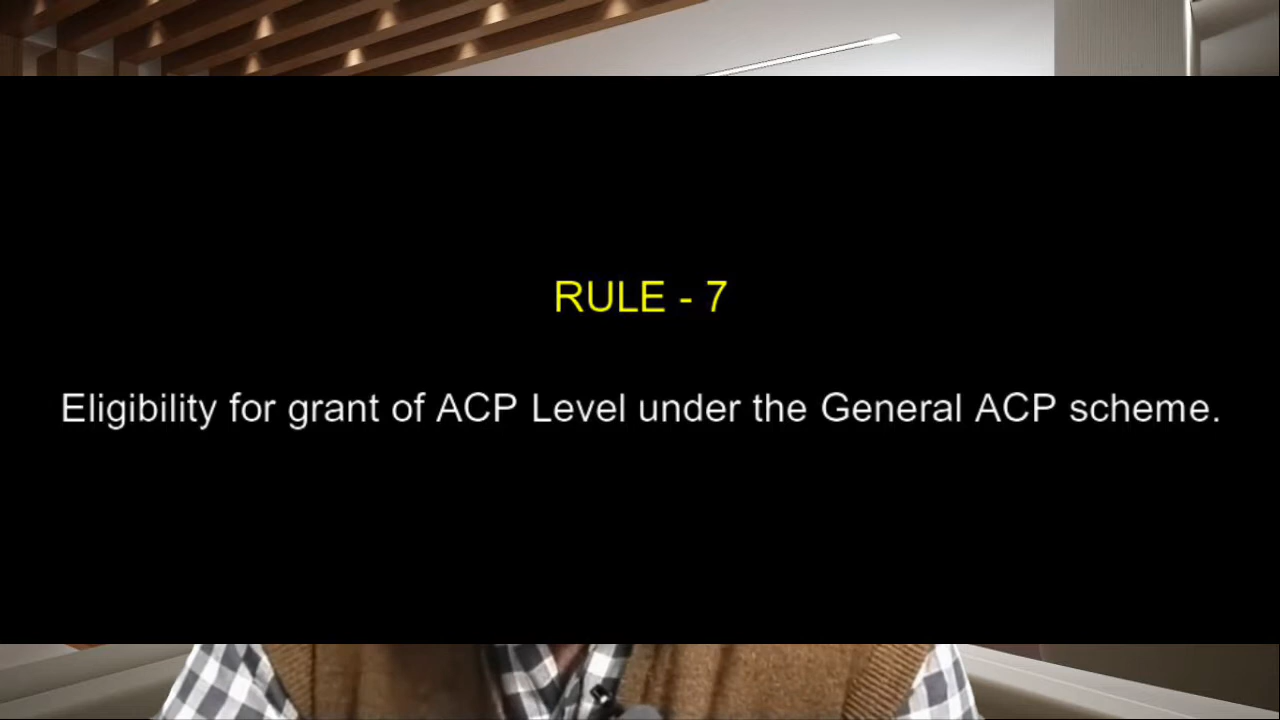 RULE - 7
Eligibility for grant of ACP Level under the General ACP scheme.